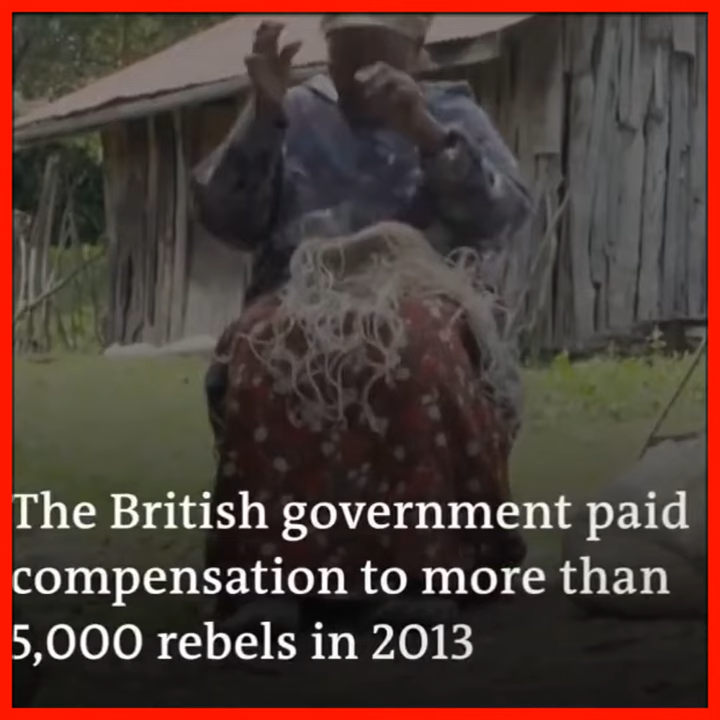 The British government paid
compensation to more than
5,000 rebels in 2013